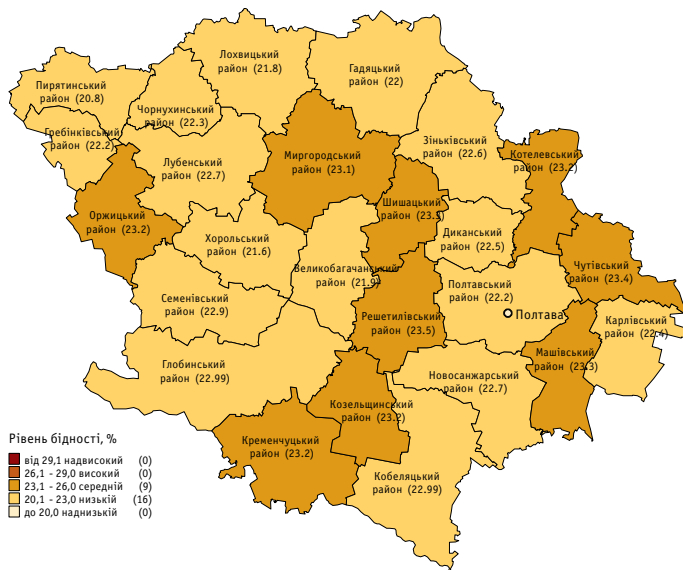 Лохвицький
район (21.8)
Гадяцький
район (22)
Пирятинський
район (20.8)
Чорнухинський
район (22.3)
Гребінківський
район (22.2)
Зіньківський
район (22.6)
Миргородський
район (23.1)
Котелевський
район (23.2)
Лубенський
район (22.7)
Шишацький
район (23.3)
Оржицький
район (23.2)
Диканський
район (22.5)
Хорольський
район (21.6)
Великобагачанський
район (21.9)
Чутівський
район (23.4)
Полтавський
район (22.2)
Семенівський
район (22.9)
Решетилівський
район (23.5)
Полтава
Карлівський
район (22.4)
Машівський
район (23.3)
Глобинський
район (22.99)
Новосанжарський
район (22.7)
Козельщинський
район (23.2)
Кременчуцький
район (23.2)
Кобеляцький
район (22.99)
Рівень бідності, %
від 29,1 надвисокий (0)
26,1 - 29,0 високий (0)
23,1 - 26,0 середній (9)
20,1 - 23,0 низькій (16)
до 20,0 наднизькій (0)